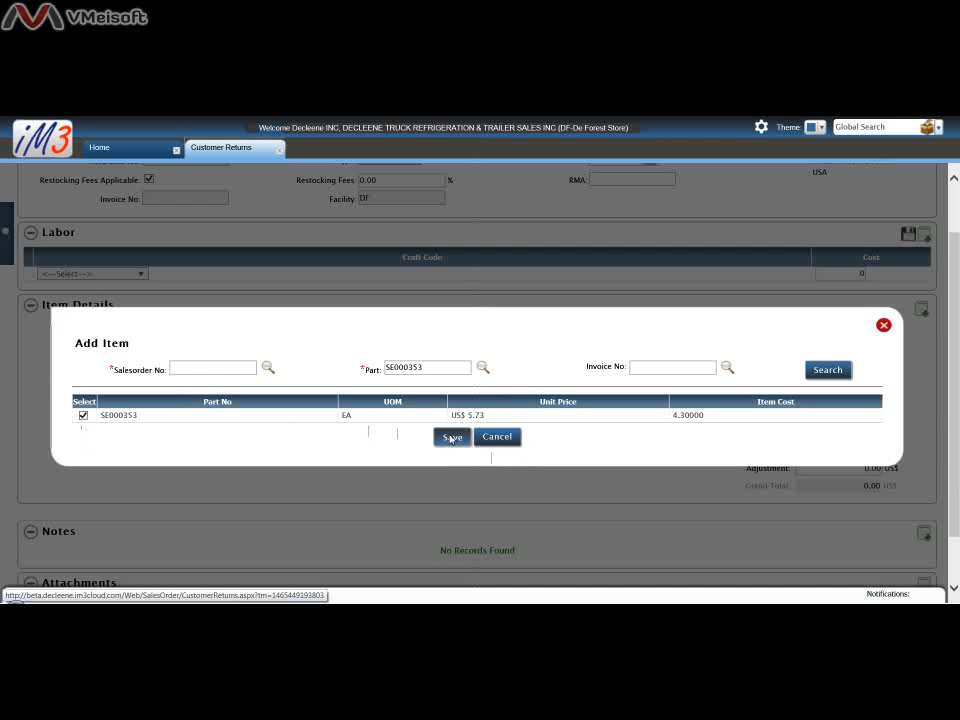 VMeisoft
iM3
Welcome Decleene INC, DECLEENE TRUCK REFRIGERATION & TRAILER SALES INC (DF-De Forest Store)
Theme:
Global Search
Home
Customer Returns
USA
Restocking Fees Applicable:
Restocking Fees: 0.00 %
RMA:
Invoice No:
Facility: DF
Labor
Craft Code
Cost
<---Select-->
0
Item Details
Add Item
*Salesorder No:
*Part: SE000353
Invoice No:
Search
Select Part No UOM Unit Price Item Cost
SE000353 EA US$ 5.73 4.30000
Save Cancel
Adjustment: 0.00 US$
Grand Total: 0.00 US$
Notes
No Records Found
Attachments
http://beta.decleene.im3cloud.com/Web/SalesOrder/CustomerReturns.aspx?tm=1465449193803
Notifications: